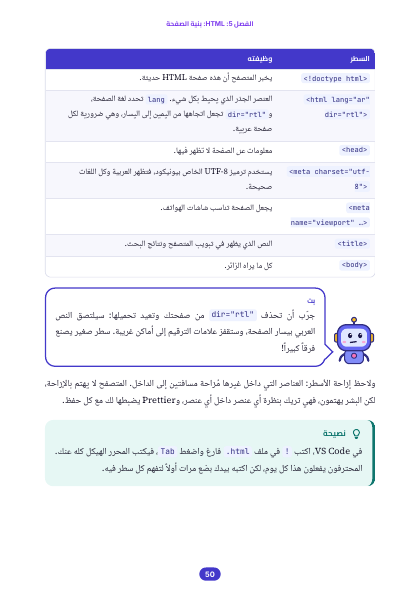 الفصل 5: HTML: بنية الصفحة
السطر وظيفته
<!doctype html> يخبر المتصفح أن هذه صفحة HTML حديثة.
<html lang="ar" العنصر الجذر الذي يحيط بكل شيء. lang تحدد لغة الصفحة،
dir="rtl"> و dir="rtl" تجعل اتجاهها من اليمين إلى اليسار، وهي ضرورية لكل
صفحة عربية.
<head> معلومات عن الصفحة لا تظهر فيها.
<meta charset="utf- يستخدم ترميز UTF-8 الخاص بيونيكود، فتظهر العربية وكل اللغات
8"> صحيحة.
<meta يجعل الصفحة تناسب شاشات الهواتف.
name="viewport" …>
<title> النص الذي يظهر في تبويب المتصفح ونتائج البحث.
<body> كل ما يراه الزائر.
بت
جرّب أن تحذف dir="rtl" من صفحتك وتعيد تحميلها: سيلتصق النص
العربي بيسار الصفحة، وستقفز علامات الترقيم إلى أماكن غريبة. سطر صغير يصنع
فرقاً كبيراً!
ولاحظ إزاحة الأسطر: العناصر التي داخل غيرها مُزاحة مسافتين إلى الداخل. المتصفح لا يهتم بالإزاحة،
لكن البشر يهتمون، فهي تريك بنظرة أي عنصر داخل أي عنصر، وPrettier يضبطها لك مع كل حفظ.
نصيحة
في VS Code، اكتب ! في ملف .html فارغ واضغط Tab، فيكتب المحرر الهيكل كله عنك.
المحترفون يفعلون هذا كل يوم، لكن اكتبه بيدك بضع مرات أولاً لتفهم كل سطر فيه.
50